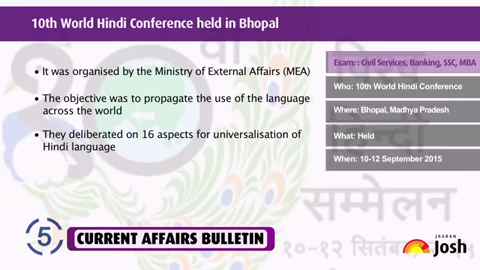 10th World Hindi Conference held in Bhopal
• It was organised by the Ministry of External Affairs (MEA)
• The objective was to propagate the use of the language
across the world
• They deliberated on 16 aspects for universalisation of
Hindi language
Exam: : Civil Services, Banking, SSC, MBA
Who: 10th World Hindi Conference
Where: Bhopal, Madhya Pradesh
What: Held
When: 10-12 September 2015
10
वां
विश्व
हिन्दी
सम्मेलन
१०-१२
5
CURRENT AFFAIRS BULLETIN
JAGRAN
Josh